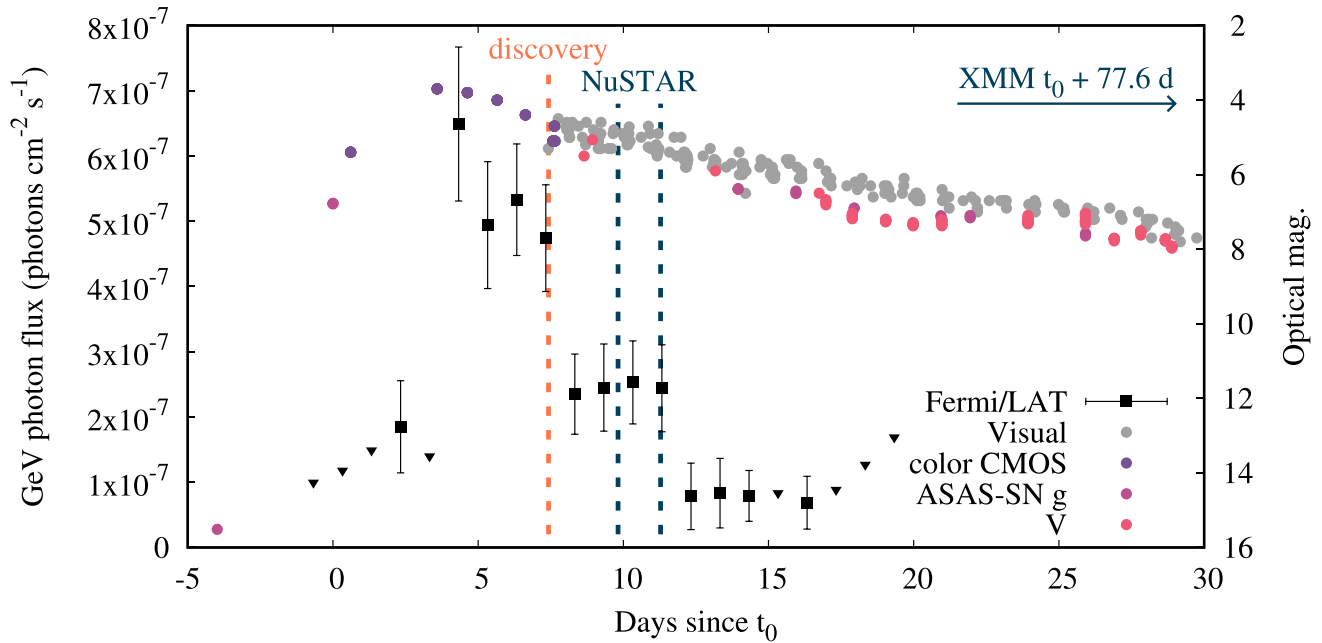 8x10-7
7x10-7
6x10-7
5x10-7
4x10-7
3x10-7
2x10-7
1x10-7
0
GeV photon flux (photons cm-2 s-1)
discovery
NuSTAR
XMM t0 + 77.6 d
Fermi/LAT
Visual
color CMOS
ASAS-SN g
V
2
4
6
8
10
12
14
16
Optical mag.
-5 0 5 10 15 20 25 30
Days since t0